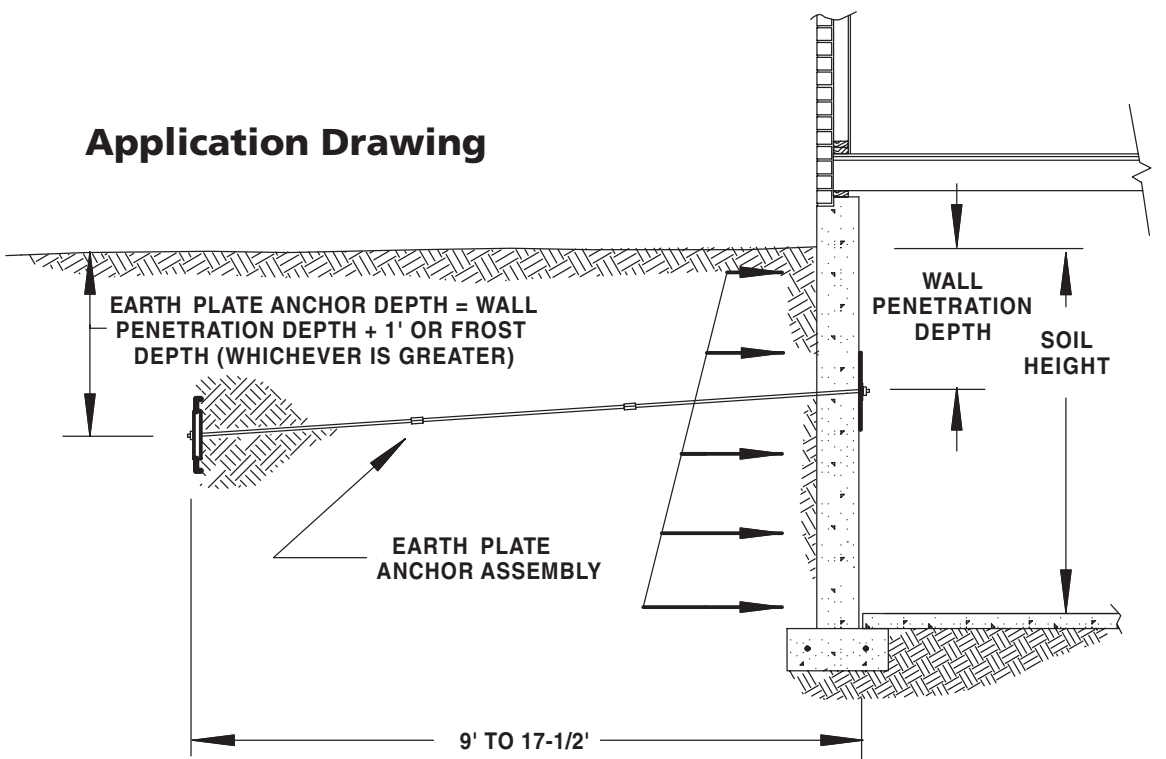 Application Drawing
EARTH PLATE ANCHOR DEPTH = WALL
PENETRATION DEPTH + 1' OR FROST
DEPTH (WHICHEVER IS GREATER)
WALL
PENETRATION
DEPTH
SOIL
HEIGHT
EARTH PLATE
ANCHOR ASSEMBLY
9' TO 17-1/2'